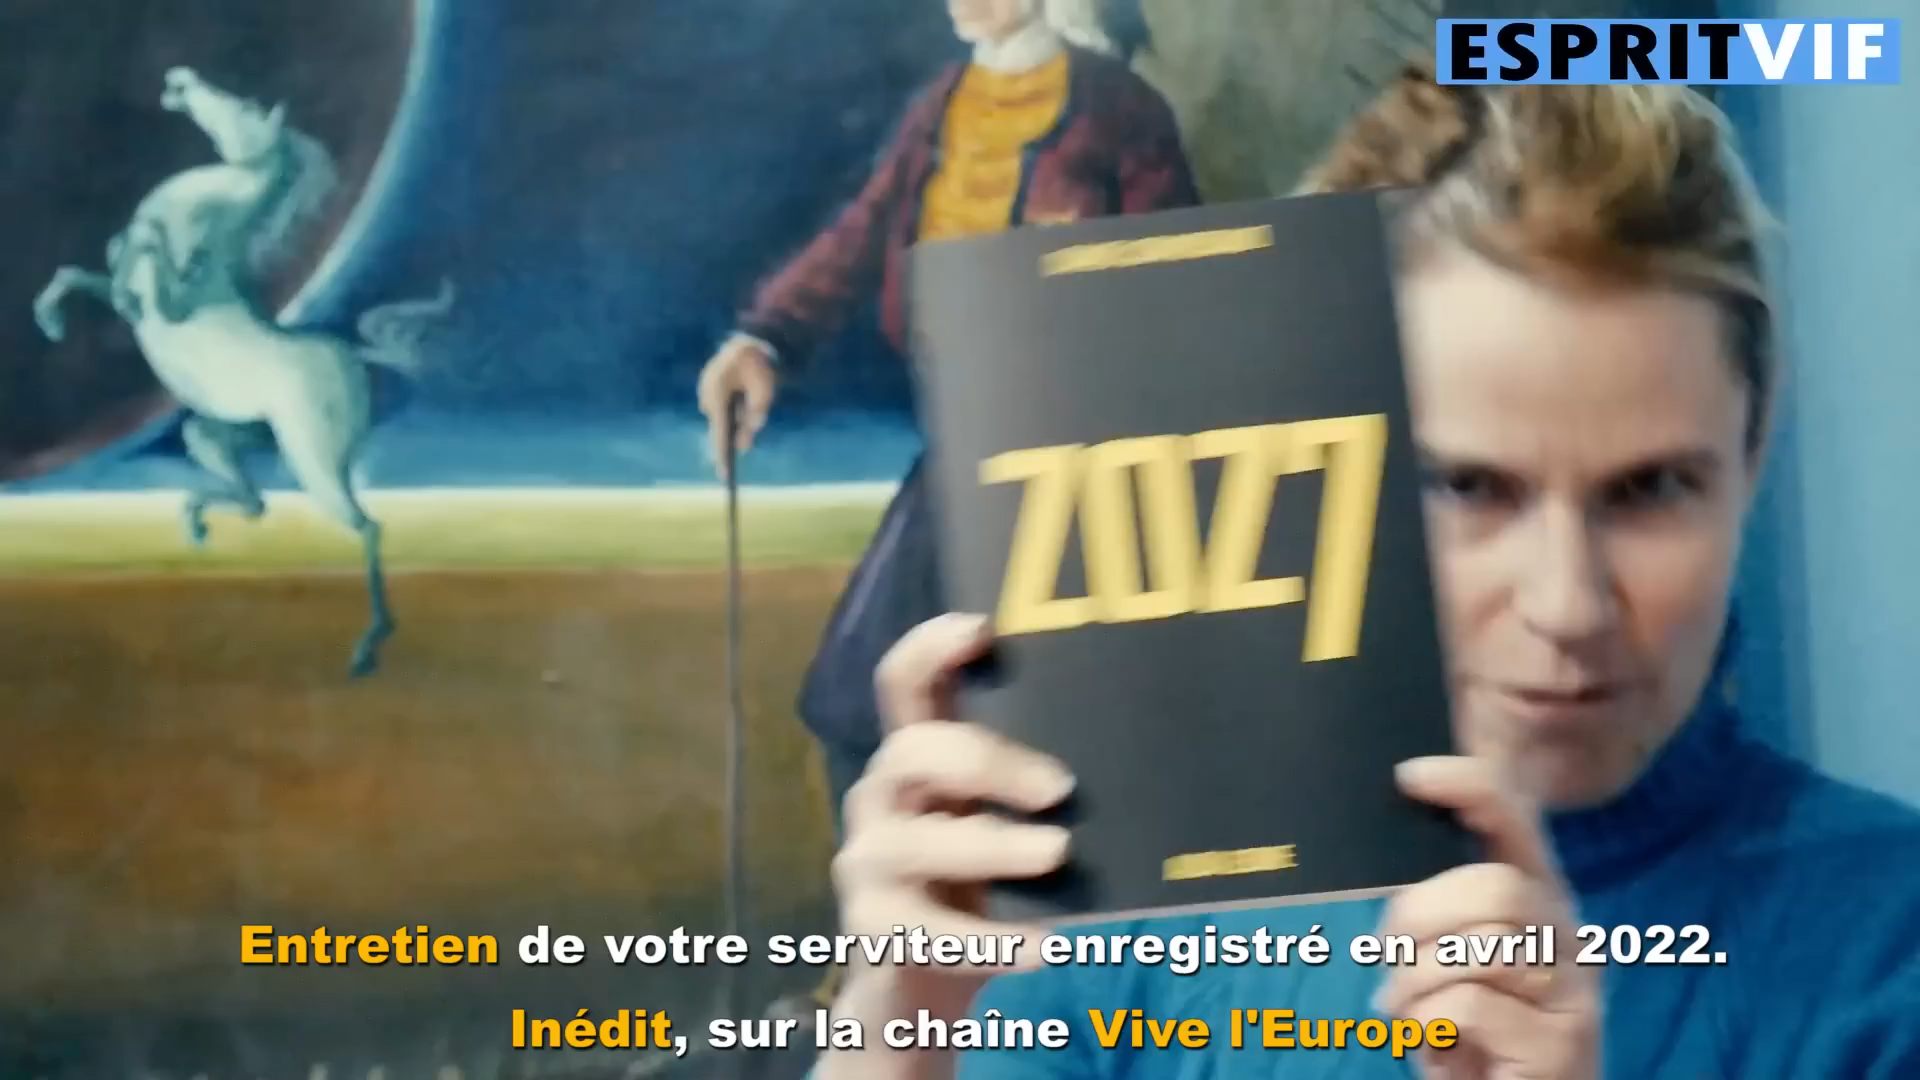 ESPRITVIF
2027
Entretien de votre serviteur enregistré en avril 2022.
Inédit, sur la chaîne Vive l'Europe